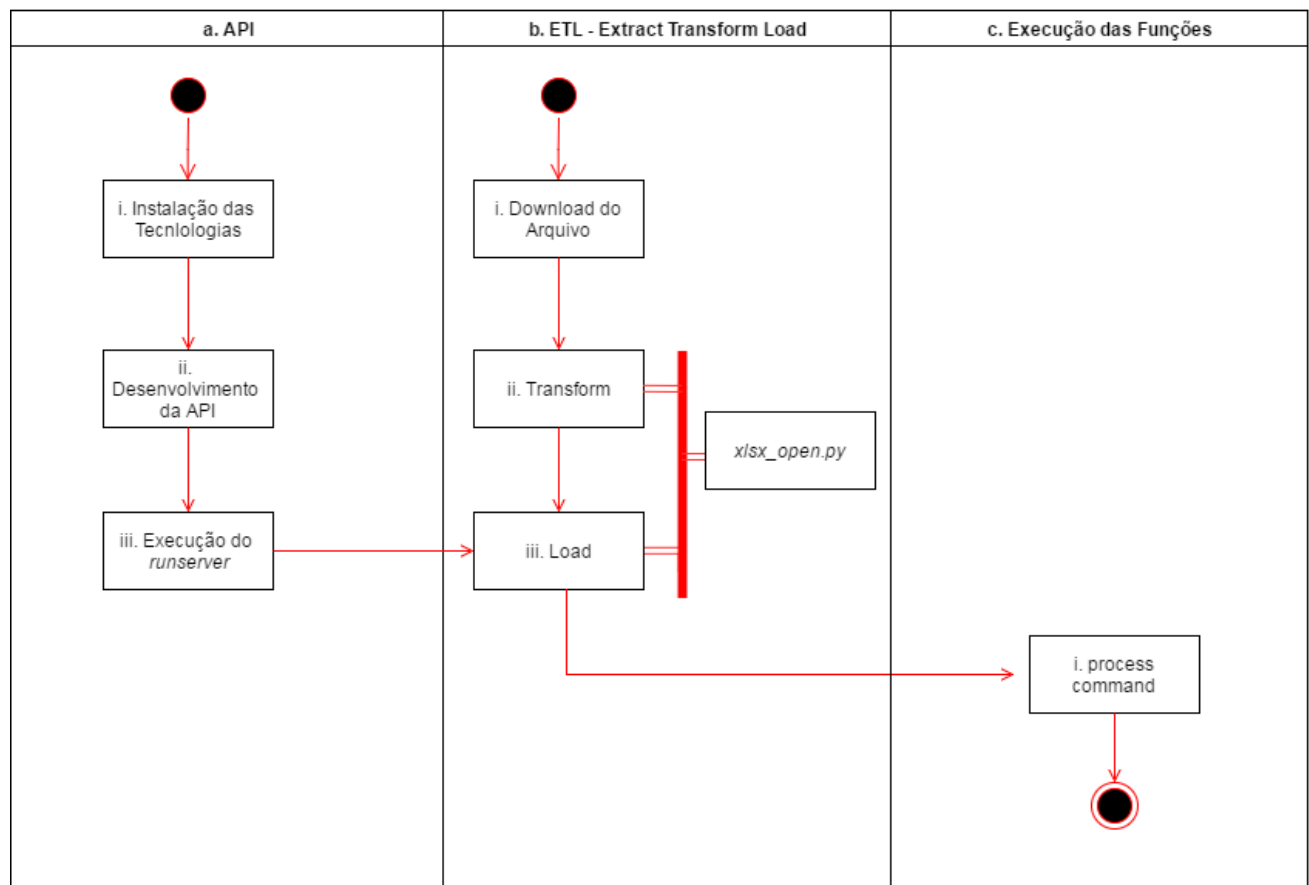 a. API
b. ETL - Extract Transform Load
c. Execução das Funções
i. Instalação das
Tecnlologias
i. Download do
Arquivo
ii.
Desenvolvimento
da API
ii. Transform
xlsx_open.py
iii. Execução do
runserver
iii. Load
i. process
command